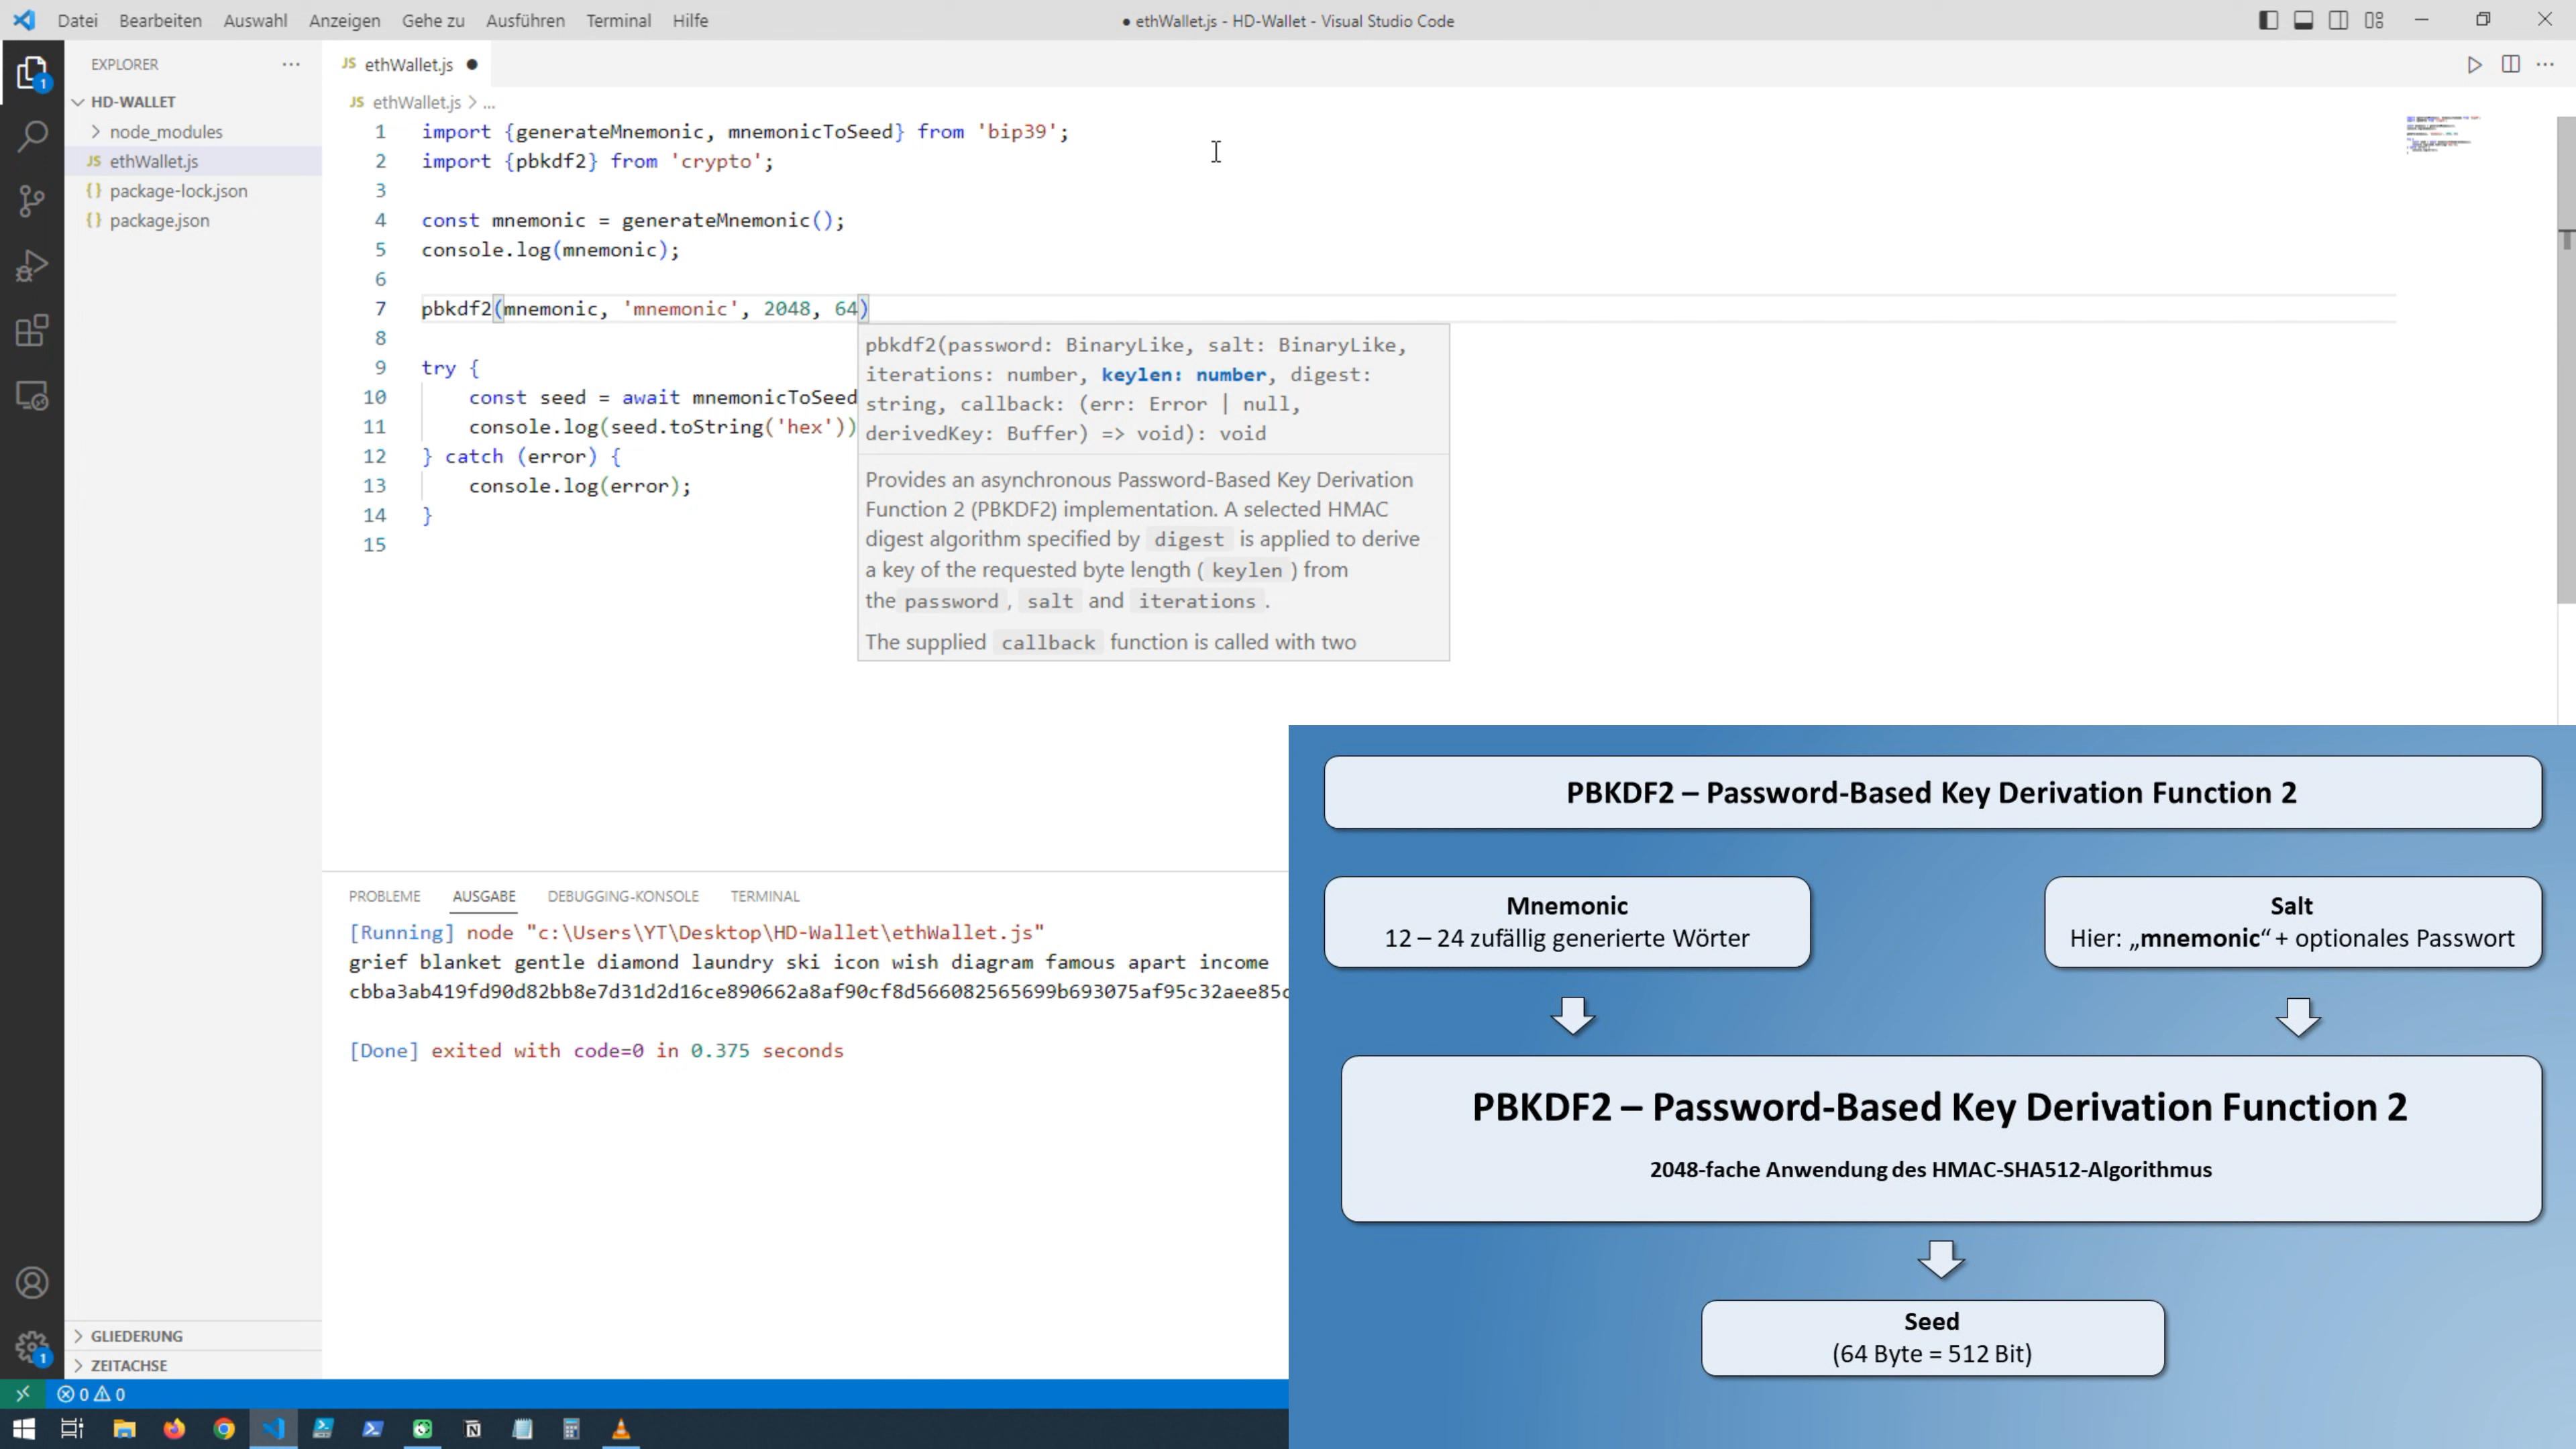 Datei Bearbeiten Auswahl Anzeigen Gehe zu Ausführen Terminal Hilfe
● ethWallet.js - HD-Wallet - Visual Studio Code
EXPLORER ···
1
HD-WALLET
node_modules
JS ethWallet.js
{} package-lock.json
{} package.json
JS ethWallet.js ●
JS ethWallet.js > ...
1 import {generateMnemonic, mnemonicToSeed} from 'bip39';
2 import {pbkdf2} from 'crypto';
3
4 const mnemonic = generateMnemonic();
5 console.log(mnemonic);
6
7 pbkdf2(mnemonic, 'mnemonic', 2048, 64)
8
9 try {
10 const seed = await mnemonicToSeed
11 console.log(seed.toString('hex'))
12 } catch (error) {
13 console.log(error);
14 }
15
pbkdf2(password: BinaryLike, salt: BinaryLike,
iterations: number, keylen: number, digest:
string, callback: (err: Error | null,
derivedKey: Buffer) => void): void
Provides an asynchronous Password-Based Key Derivation
Function 2 (PBKDF2) implementation. A selected HMAC
digest algorithm specified by digest is applied to derive
a key of the requested byte length ( keylen ) from
the password , salt and iterations .
The supplied callback function is called with two
PROBLEME AUSGABE DEBUGGING-KONSOLE TERMINAL
[Running] node "c:\Users\YT\Desktop\HD-Wallet\ethWallet.js"
grief blanket gentle diamond laundry ski icon wish diagram famous apart income
cbba3ab419fd90d82bb8e7d31d2d16ce890662a8af90cf8d566082565699b693075af95c32aee85c
[Done] exited with code=0 in 0.375 seconds
GLIEDERUNG
ZEITACHSE
1
0 0
PBKDF2 – Password-Based Key Derivation Function 2
Mnemonic
12 – 24 zufällig generierte Wörter
Salt
Hier: „mnemonic“ + optionales Passwort
PBKDF2 – Password-Based Key Derivation Function 2
2048-fache Anwendung des HMAC-SHA512-Algorithmus
Seed
(64 Byte = 512 Bit)